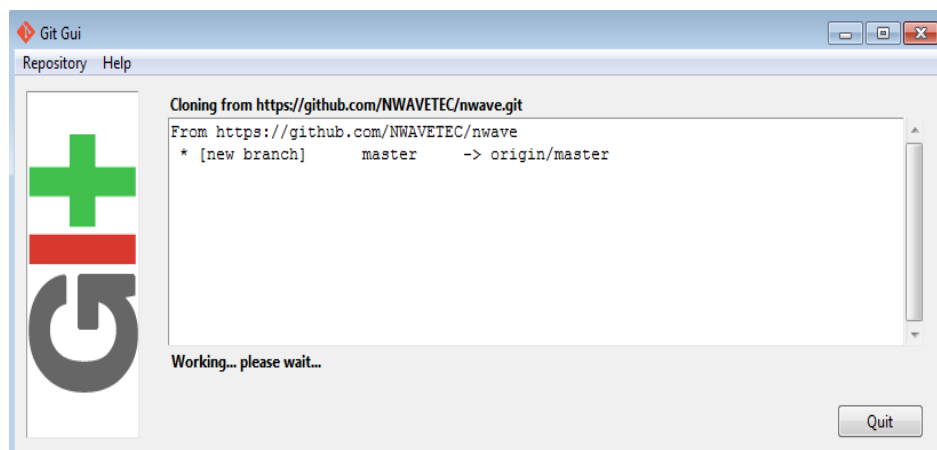 Git Gui
Repository Help
Cloning from https://github.com/NWAVETEC/nwave.git
From https://github.com/NWAVETEC/nwave
* [new branch] master -> origin/master
GIT
Working... please wait...
Quit